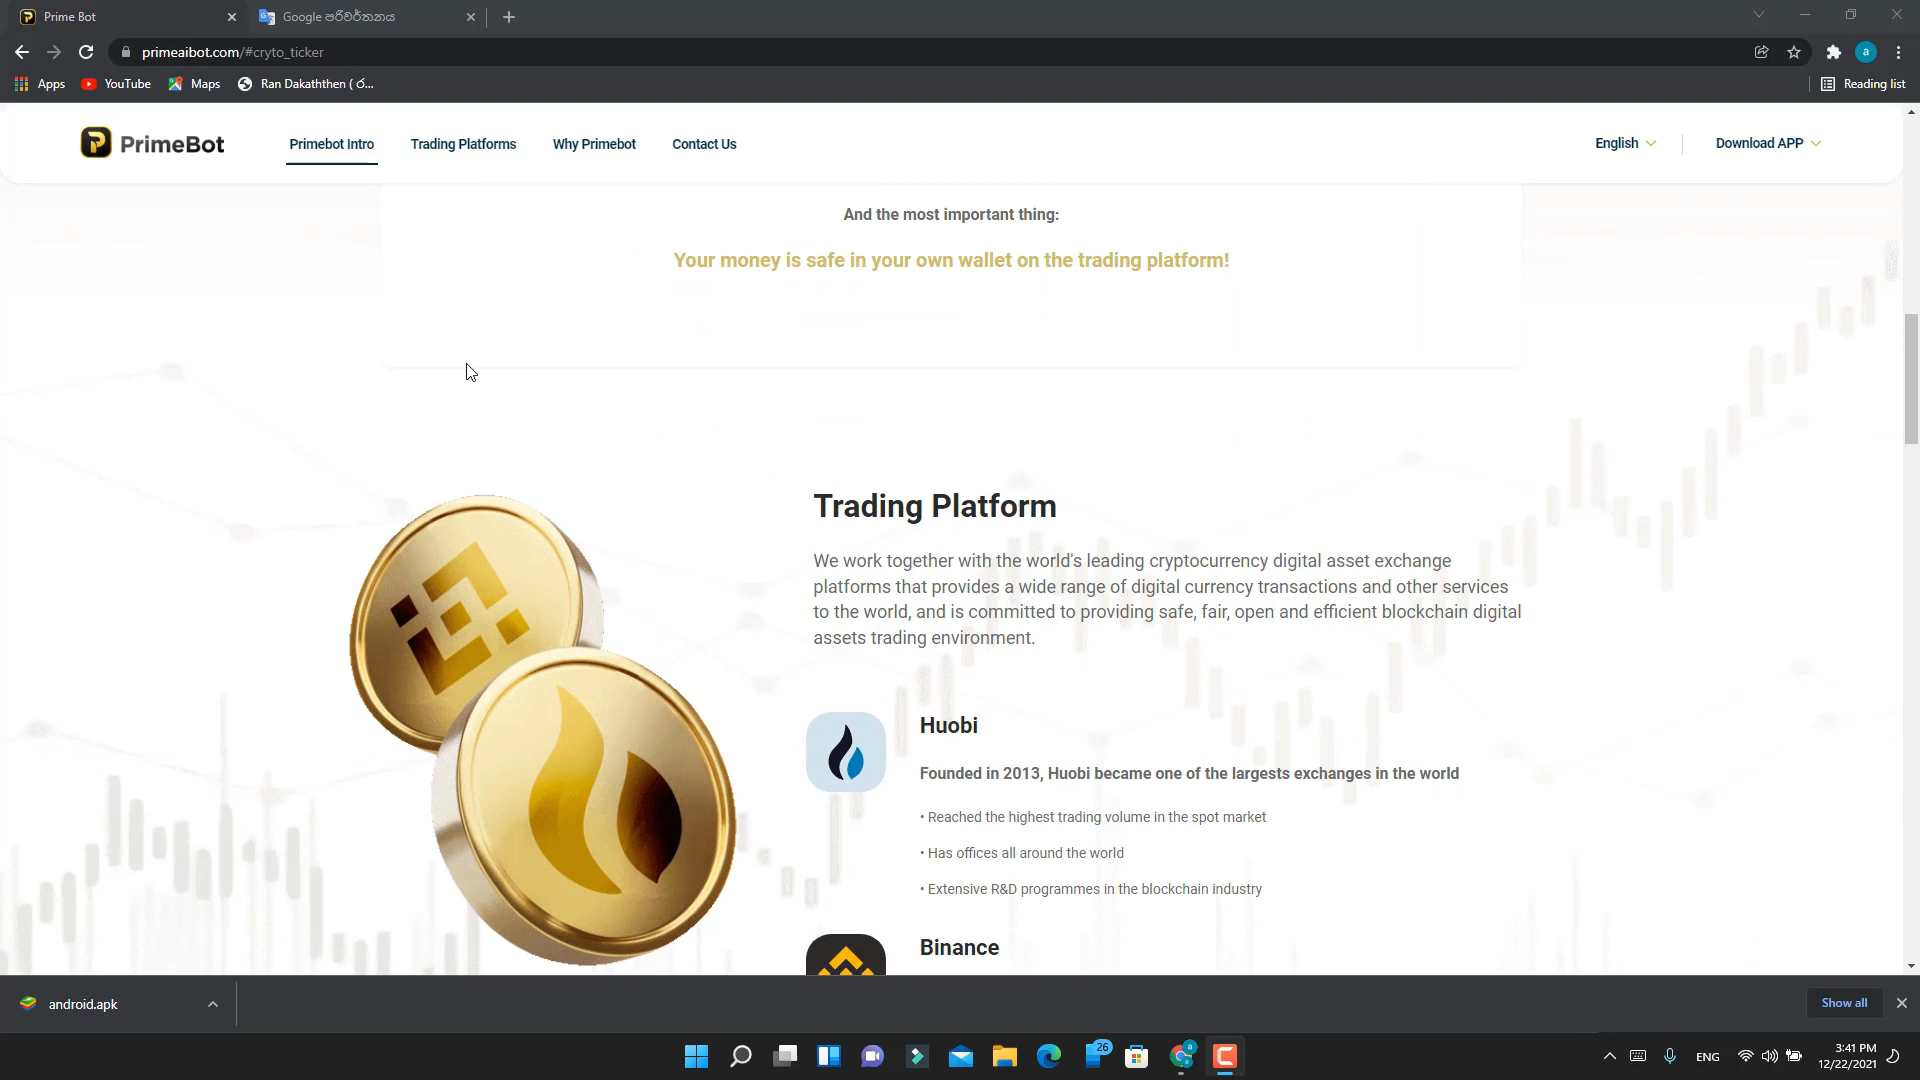 Prime Bot
Google පරිවර්තනය
primeaibot.com/#cryto_ticker
a
Apps
YouTube
Maps
Ran Dakaththen ( ර...
Reading list
PrimeBot
Primebot Intro
Trading Platforms
Why Primebot
Contact Us
English
Download APP
And the most important thing:
Your money is safe in your own wallet on the trading platform!
Trading Platform
We work together with the world's leading cryptocurrency digital asset exchange
platforms that provides a wide range of digital currency transactions and other services
to the world, and is committed to providing safe, fair, open and efficient blockchain digital
assets trading environment.
Huobi
Founded in 2013, Huobi became one of the largests exchanges in the world
• Reached the highest trading volume in the spot market
• Has offices all around the world
• Extensive R&D programmes in the blockchain industry
Binance
android.apk
Show all
26
a
ENG
3:41 PM
12/22/2021